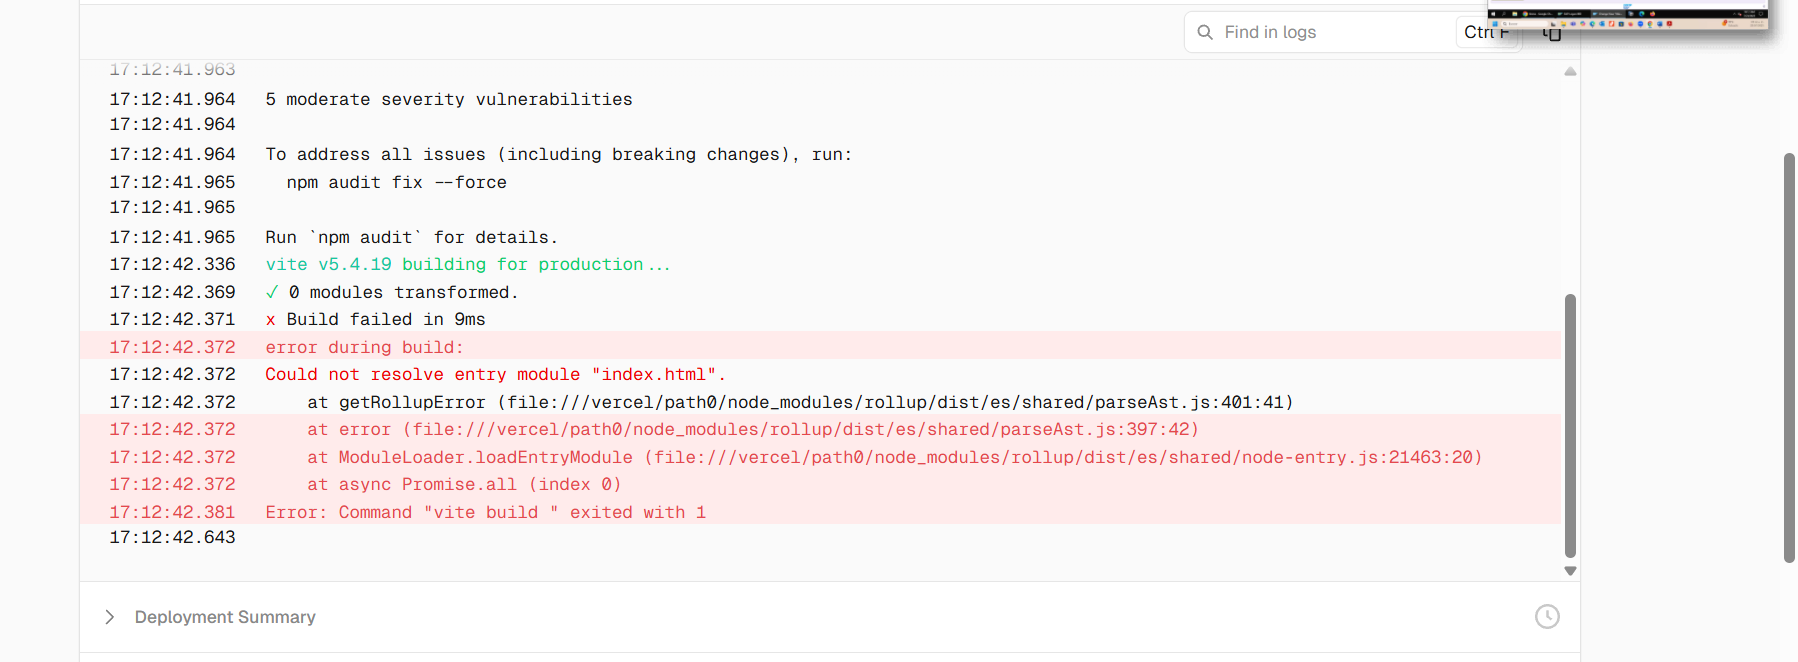 Find in logs
Ctrl F
17:12:41.963
17:12:41.964 5 moderate severity vulnerabilities
17:12:41.964
17:12:41.964 To address all issues (including breaking changes), run:
17:12:41.965   npm audit fix --force
17:12:41.965
17:12:41.965 Run `npm audit` for details.
17:12:42.336 vite v5.4.19 building for production...
17:12:42.369 ✓ 0 modules transformed.
17:12:42.371 x Build failed in 9ms
17:12:42.372 error during build:
17:12:42.372 Could not resolve entry module "index.html".
17:12:42.372     at getRollupError (file:///vercel/path0/node_modules/rollup/dist/es/shared/parseAst.js:401:41)
17:12:42.372     at error (file:///vercel/path0/node_modules/rollup/dist/es/shared/parseAst.js:397:42)
17:12:42.372     at ModuleLoader.loadEntryModule (file:///vercel/path0/node_modules/rollup/dist/es/shared/node-entry.js:21463:20)
17:12:42.372     at async Promise.all (index 0)
17:12:42.381 Error: Command "vite build " exited with 1
17:12:42.643
Deployment Summary